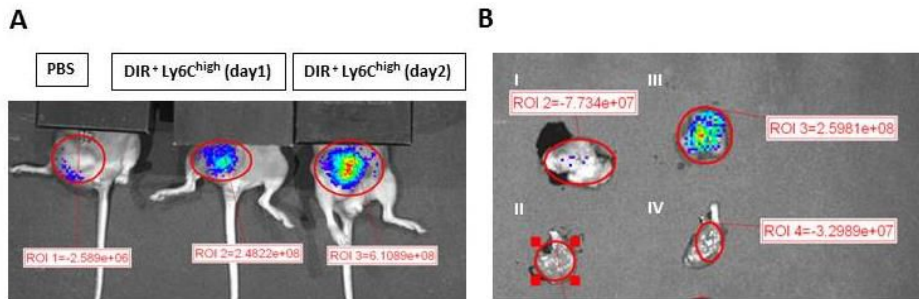 A
PBS
DIR⁺ Ly6Cʰⁱᵍʰ (day1)
DIR⁺ Ly6Cʰⁱᵍʰ (day2)
ROI 1=-2.589e+06
ROI 2=2.4822e+08
ROI 3=6.1089e+08
B
I
ROI 2=-7.734e+07
III
ROI 3=2.5981e+08
II
IV
ROI 4=-3.2989e+07